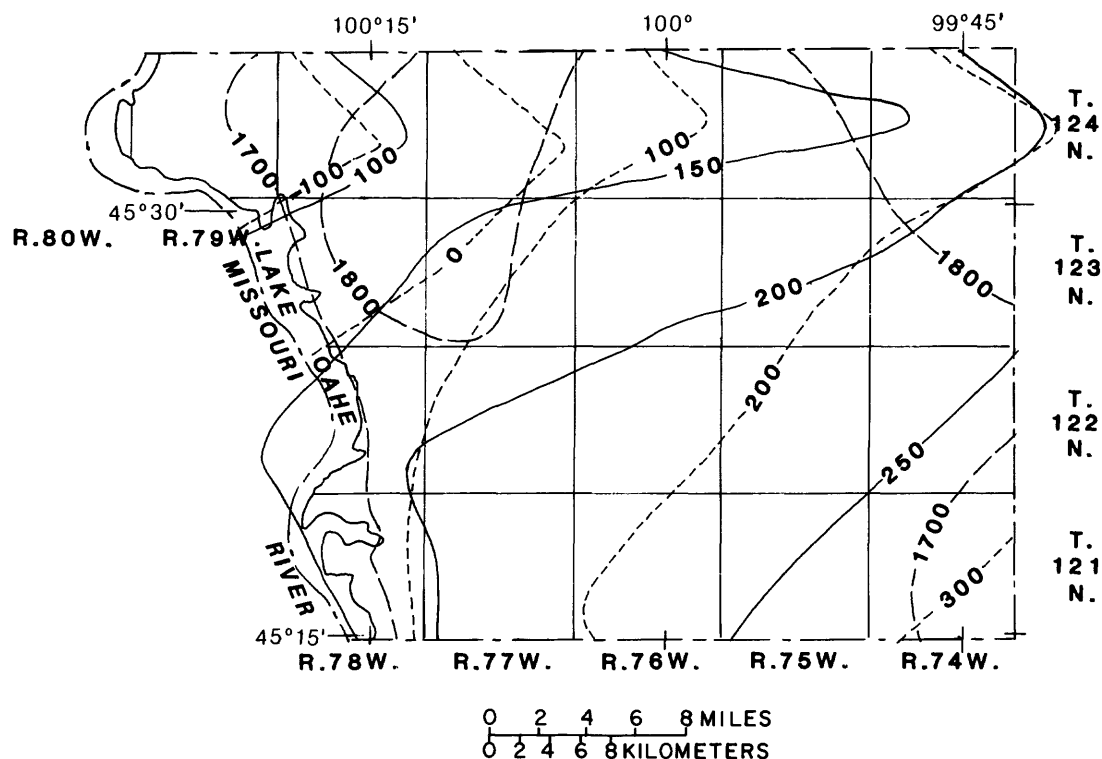 100°15'
100°
99°45'
T.
124
N.
1700
-100
100
100
150
45°30'
R.80W.
R.79W.
LAKE
OAHE
MISSOURI
RIVER
0
1800
200
1800
T.
123
N.
200
T.
122
N.
250
1700
T.
121
N.
300
45°15'
R.78W.
R.77W.
R.76W.
R.75W.
R.74W.
0 2 4 6 8 MILES
0 2 4 6 8 KILOMETERS